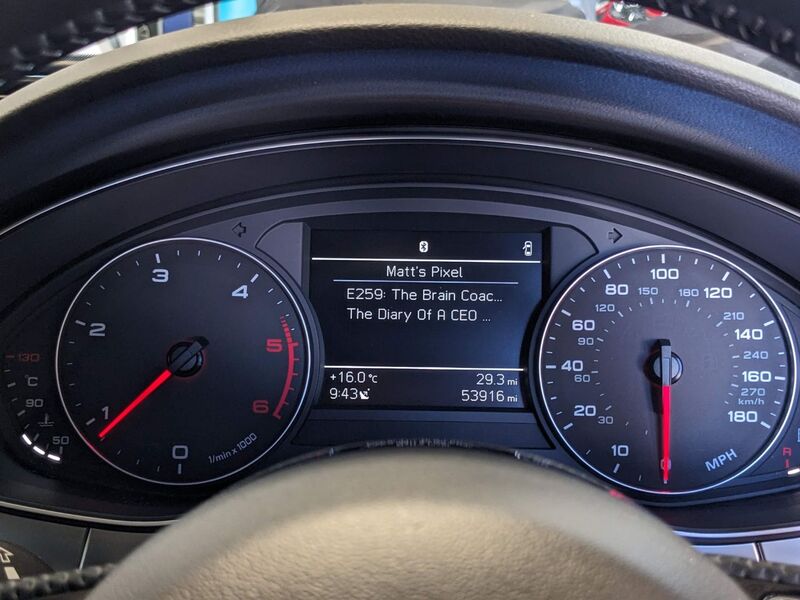 Matt's Pixel
E259: The Brain Coac...
The Diary Of A CEO ...
+16.0°c 29.3 mi
9:43 53916 mi
0
1
2
3
4
5
6
1/min x 1000
130
°C
90
50
0
10
20
40
60
80
100
120
140
160
180
30
60
90
150
180
210
240
270
km/h
MPH
R